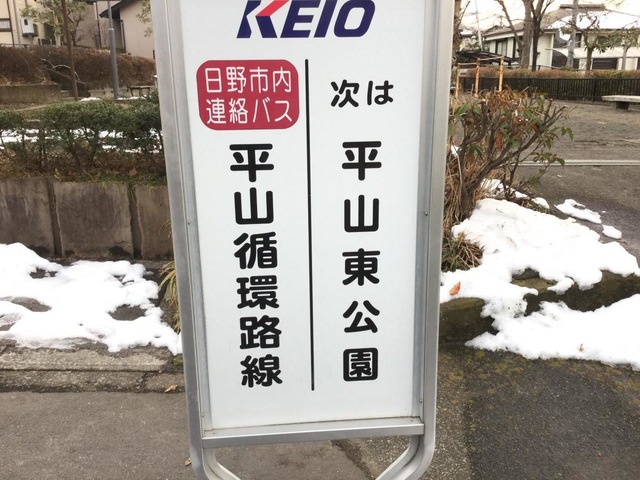 KEIO
日野市内
連絡バス
平山循環路線
次は
平山東公園